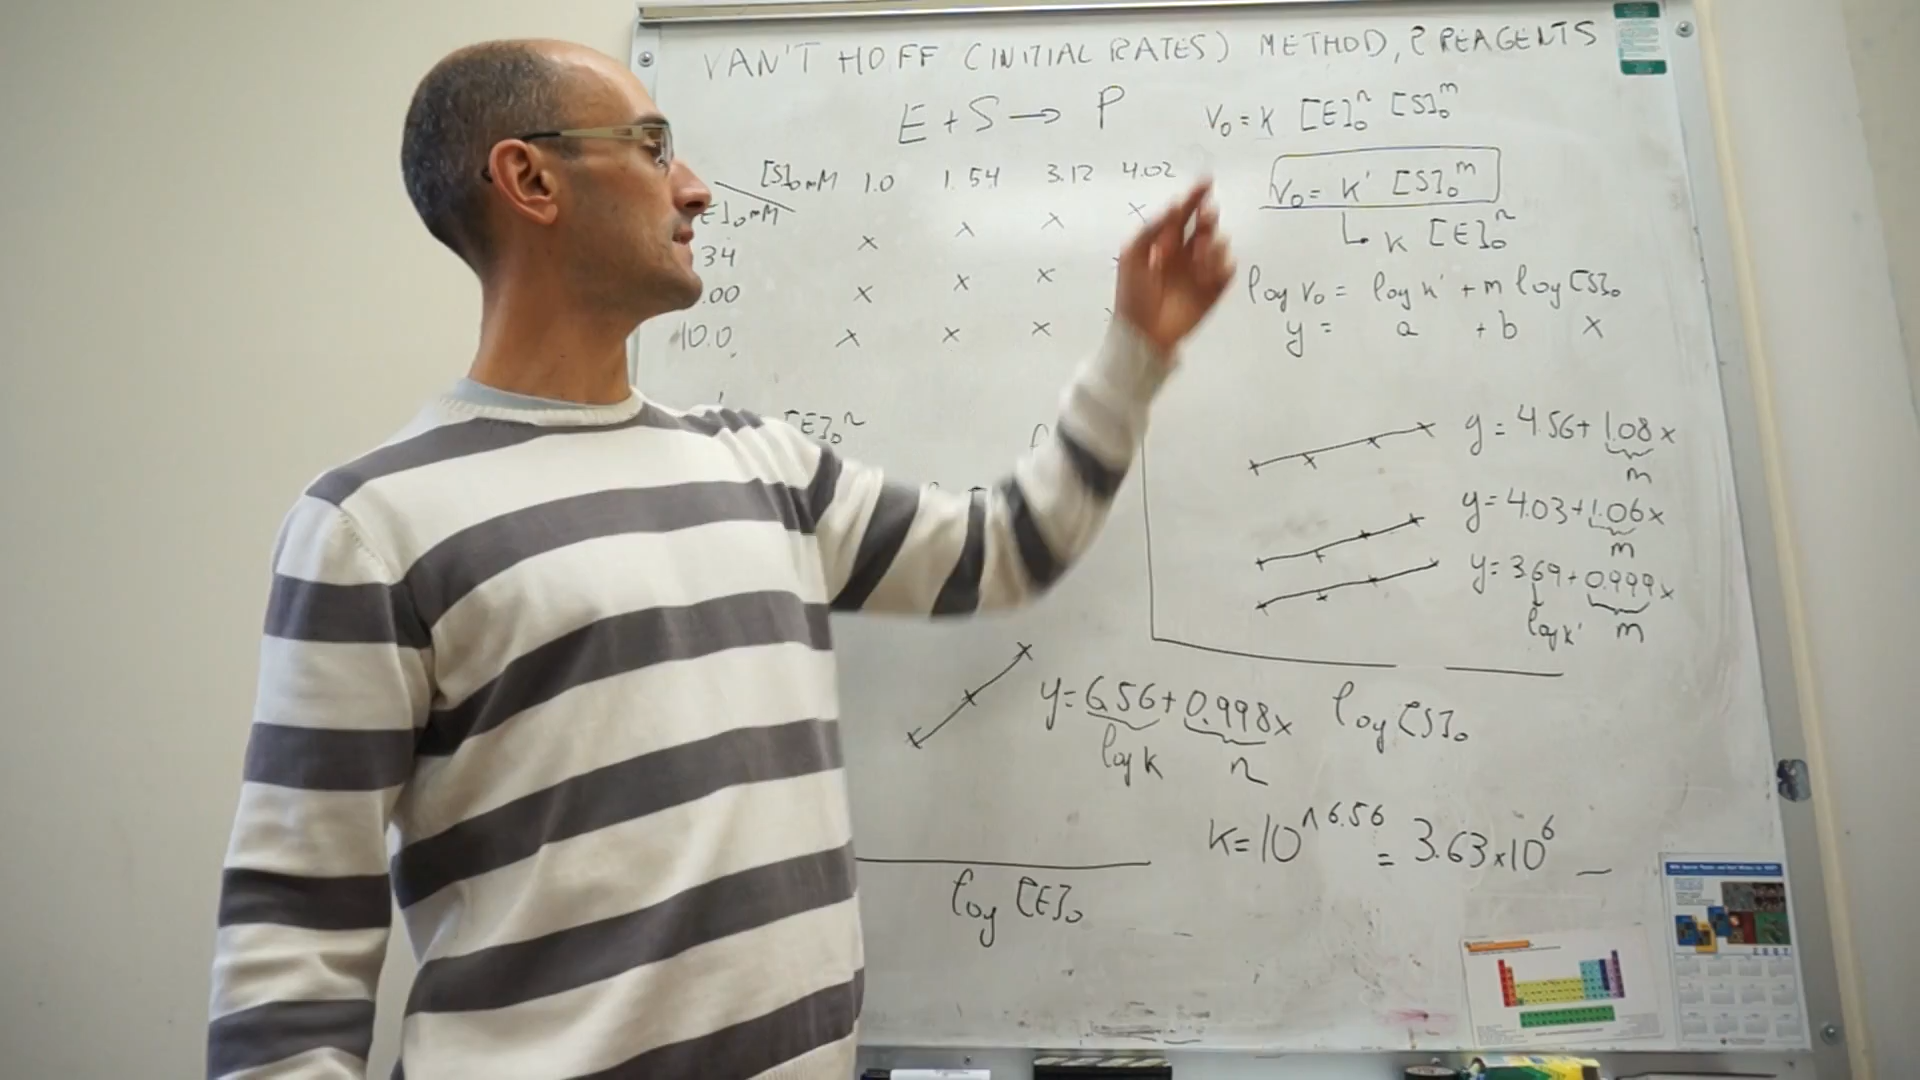 VAN'T HOFF (INITIAL RATES) METHOD, 2 REAGENTS
E + S → P
V₀ = k [E]₀ⁿ [S]₀ᵐ
[S]₀ mM 1.0 1.54 3.12 4.02
E]₀ mM
34 x x x x
.00 x x x
10.0 x x x
V₀ = k' [S]₀ᵐ
k [E]₀ⁿ
log V₀ = log k' + m log [S]₀
y = a + b x
[E]₀ⁿ
y = 4.56 + 1.08 x
m
y = 4.03 + 1.06 x
m
y = 3.69 + 0.999 x
log k' m
log [S]₀
y = 6.56 + 0.998 x
log k n
log [E]₀
k = 10^6.56 = 3.63 x 10⁶